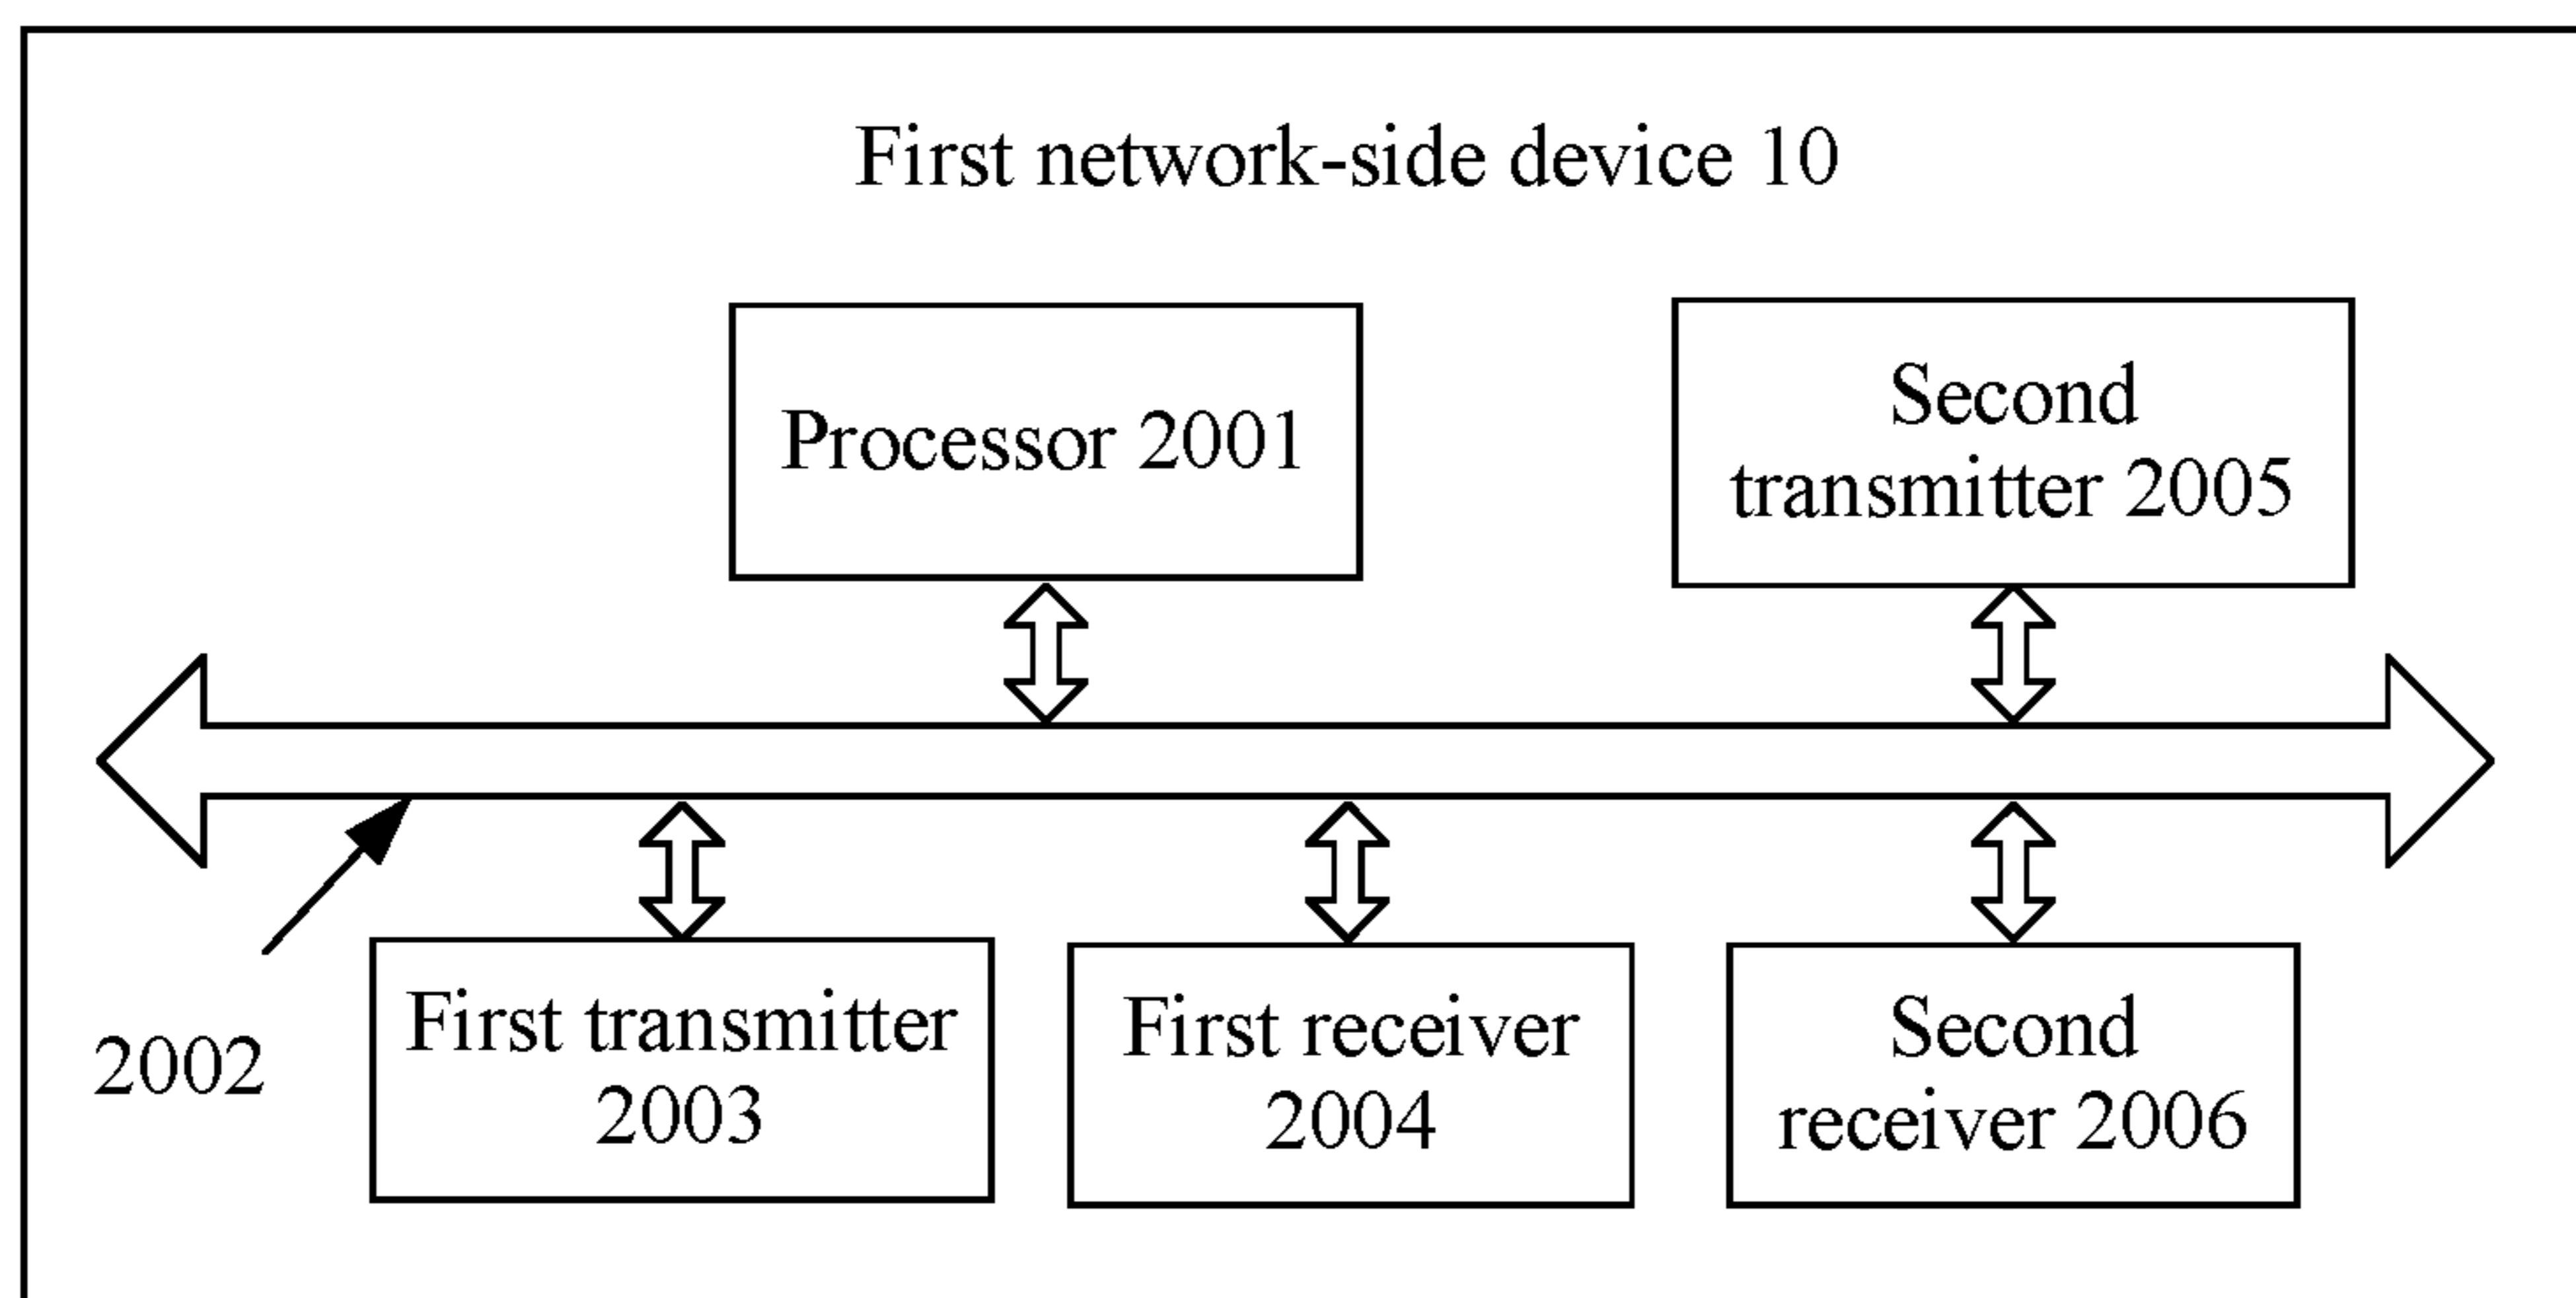 First network-side device 10
Processor 2001
Second
transmitter 2005
2002
First transmitter
2003
First receiver
2004
Second
receiver 2006